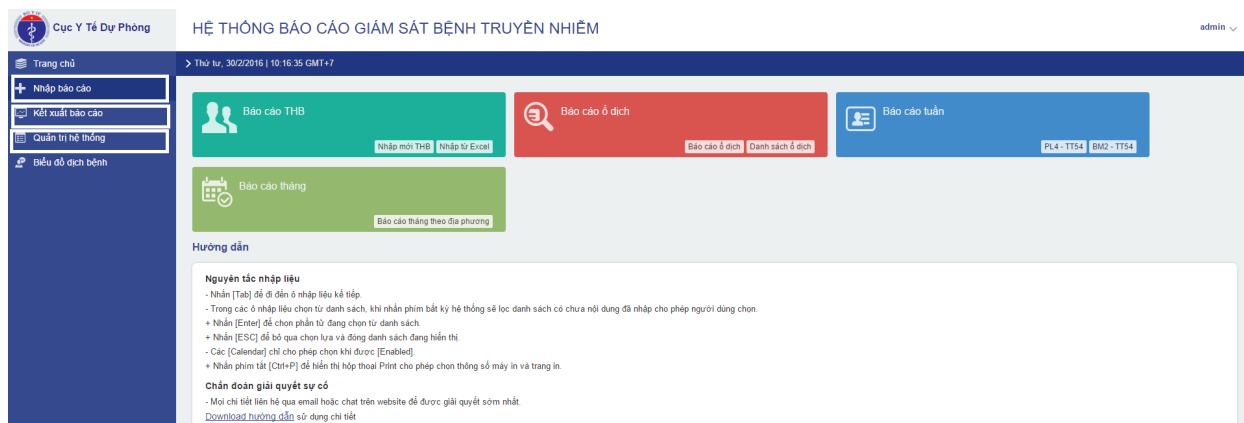 Cục Y Tế Dự Phòng
HỆ THỐNG BÁO CÁO GIÁM SÁT BỆNH TRUYỀN NHIỄM
admin
Trang chủ
Thứ tư, 30/2/2016 | 10:16:35 GMT+7
Nhập báo cáo
Kết xuất báo cáo
Quản trị hệ thống
Biểu đồ dịch bệnh
Báo cáo THB
Nhập mới THB Nhập từ Excel
Báo cáo ổ dịch
Báo cáo ổ dịch Danh sách ổ dịch
Báo cáo tuần
PL4 - TT54 BM2 - TT54
Báo cáo tháng
Báo cáo tháng theo địa phương
Hướng dẫn
Nguyên tắc nhập liệu
- Nhấn [Tab] để đi đến ô nhập liệu kế tiếp.
- Trong các ô nhập liệu chọn từ danh sách, khi nhấn phím bất kỳ hệ thống sẽ lọc danh sách có chưa nội dung đã nhập cho phép người dùng chọn.
+ Nhấn [Enter] để chọn phần tử đang chọn từ danh sách.
+ Nhấn [ESC] để bỏ qua chọn lựa và đóng danh sách đang hiển thị.
- Các [Calendar] chỉ cho phép chọn khi được [Enabled].
+ Nhấn phím tắt [Ctrl+P] để hiển thị hộp thoại Print cho phép chọn thông số máy in và trang in.
Chẩn đoán giải quyết sự cố
- Mọi chi tiết liên hệ qua email hoặc chat trên website để được giải quyết sớm nhất.
Download hướng dẫn sử dụng chi tiết